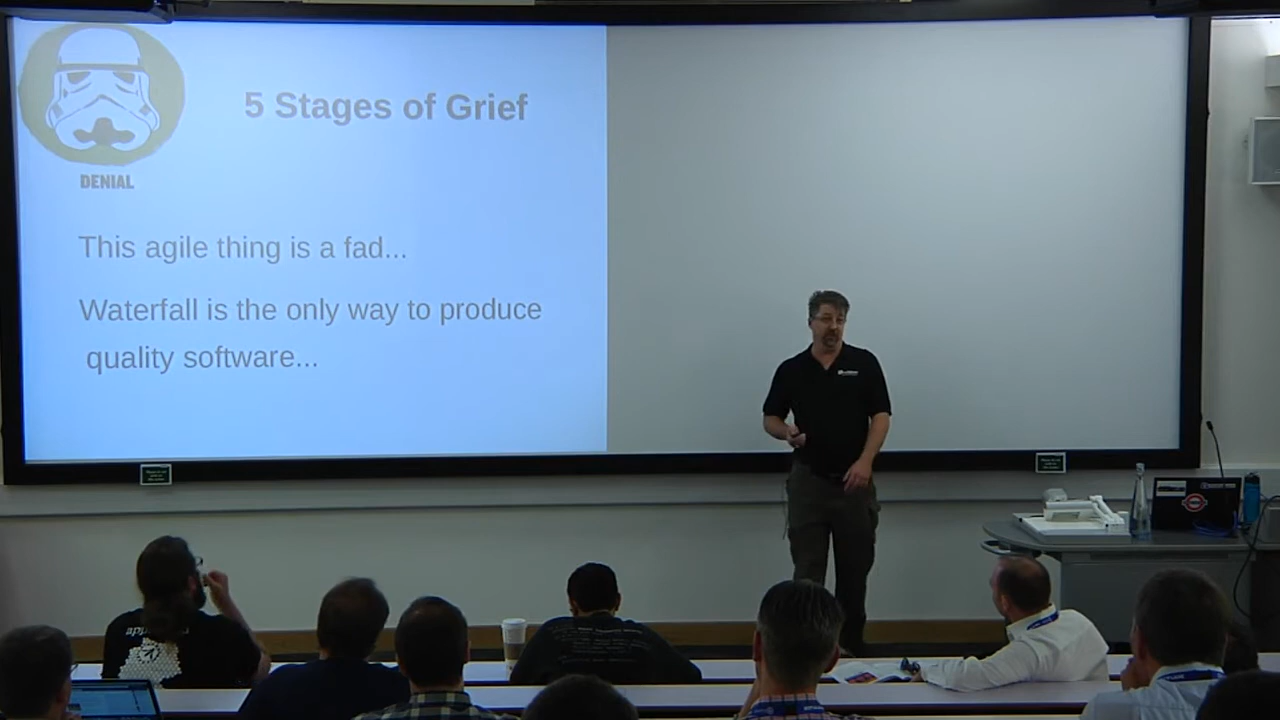 5 Stages of Grief
DENIAL
This agile thing is a fad...
Waterfall is the only way to produce
quality software...